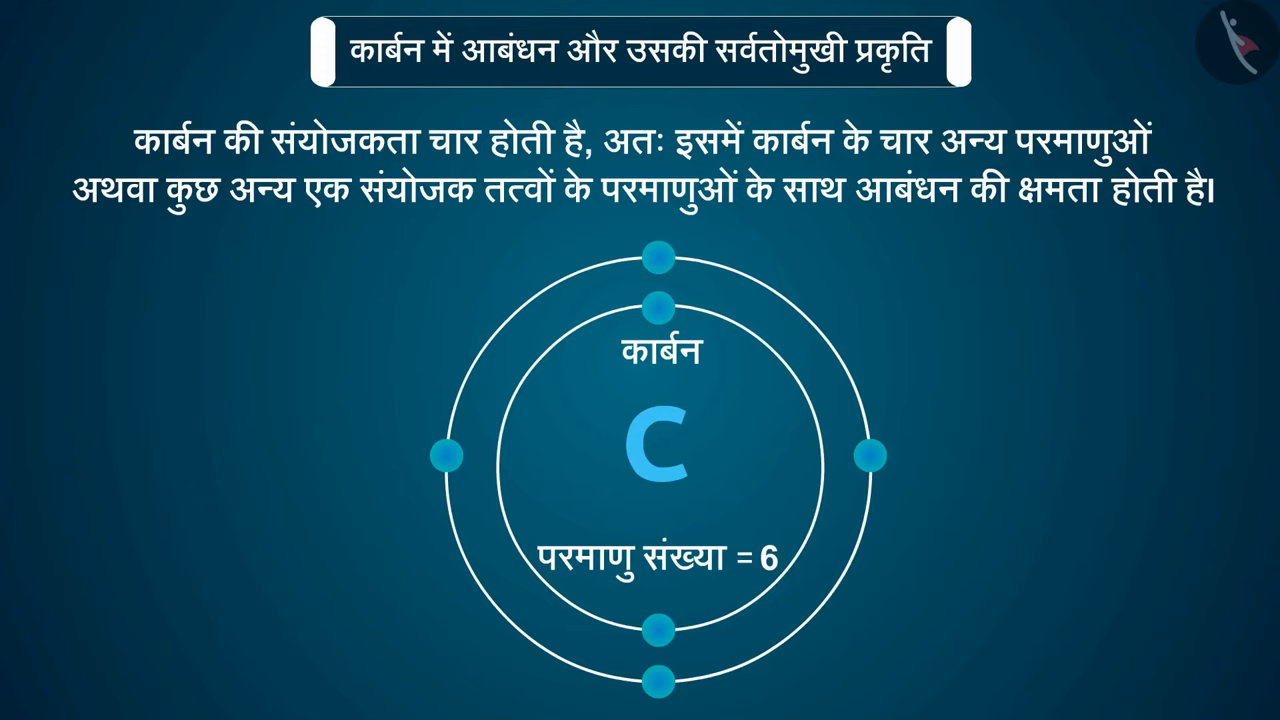 कार्बन में आबंधन और उसकी सर्वतोमुखी प्रकृति
कार्बन की संयोजकता चार होती है, अतः इसमें कार्बन के चार अन्य परमाणुओं
अथवा कुछ अन्य एक संयोजक तत्वों के परमाणुओं के साथ आबंधन की क्षमता होती है।
कार्बन
C
परमाणु संख्या = 6